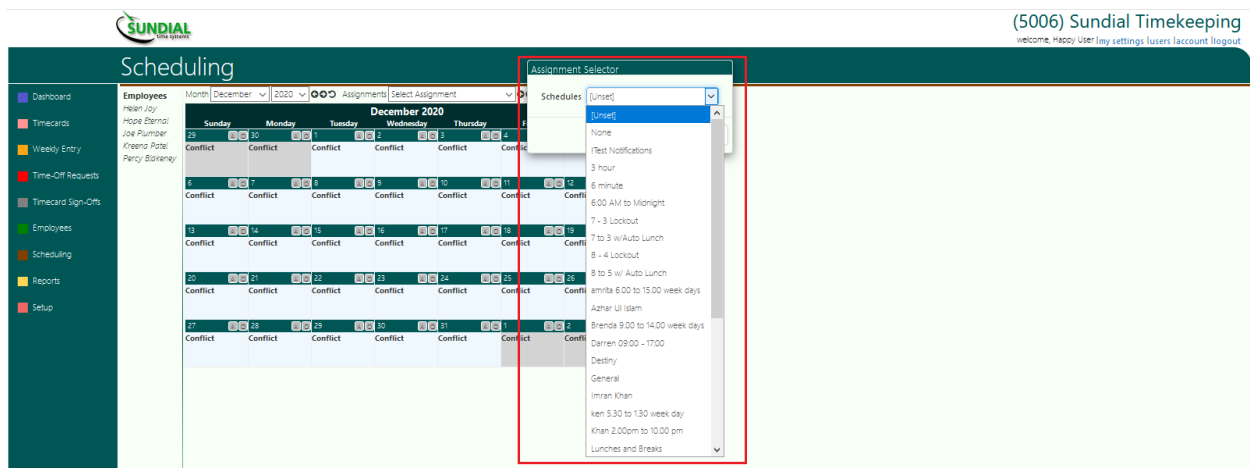 SUNDIAL
time systems
(5006) Sundial Timekeeping
welcome, Happy User |my settings |users |account |logout
Scheduling
Assignment Selector
Dashboard
Timecards
Weekly Entry
Time-Off Requests
Timecard Sign-Offs
Employees
Scheduling
Reports
Setup
Employees
Helen Joy
Hope Eternal
Joe Plumber
Kreena Patel
Percy Blakeney
Month December 2020 Assignments Select Assignment
December 2020
Sunday Monday Tuesday Wednesday Thursday F
29 30 1 2 3 4
Conflict Conflict Conflict Conflict Conflict Conf
6 7 8 9 10 11 12
Conflict Conflict Conflict Conflict Conflict Conflict Confli
13 14 15 16 17 18 19
Conflict Conflict Conflict Conflict Conflict Conflict Confli
20 21 22 23 24 25 26
Conflict Conflict Conflict Conflict Conflict Conflict Confli
27 28 29 30 31 1 2
Conflict Conflict Conflict Conflict Conflict Conflict Confli
Schedules [Unset]
[Unset]
None
!Test Notifications
3 hour
6 minute
6:00 AM to Midnight
7 - 3 Lockout
7 to 3 w/Auto Lunch
8 - 4 Lockout
8 to 5 w/ Auto Lunch
amrita 6.00 to 15.00 week days
Azhar Ul Islam
Brenda 9.00 to 14.00 week days
Darren 09:00 - 17:00
Destiny
General
Imran Khan
ken 5.30 to 1.30 week day
Khan 2.00pm to 10.00 pm
Lunches and Breaks